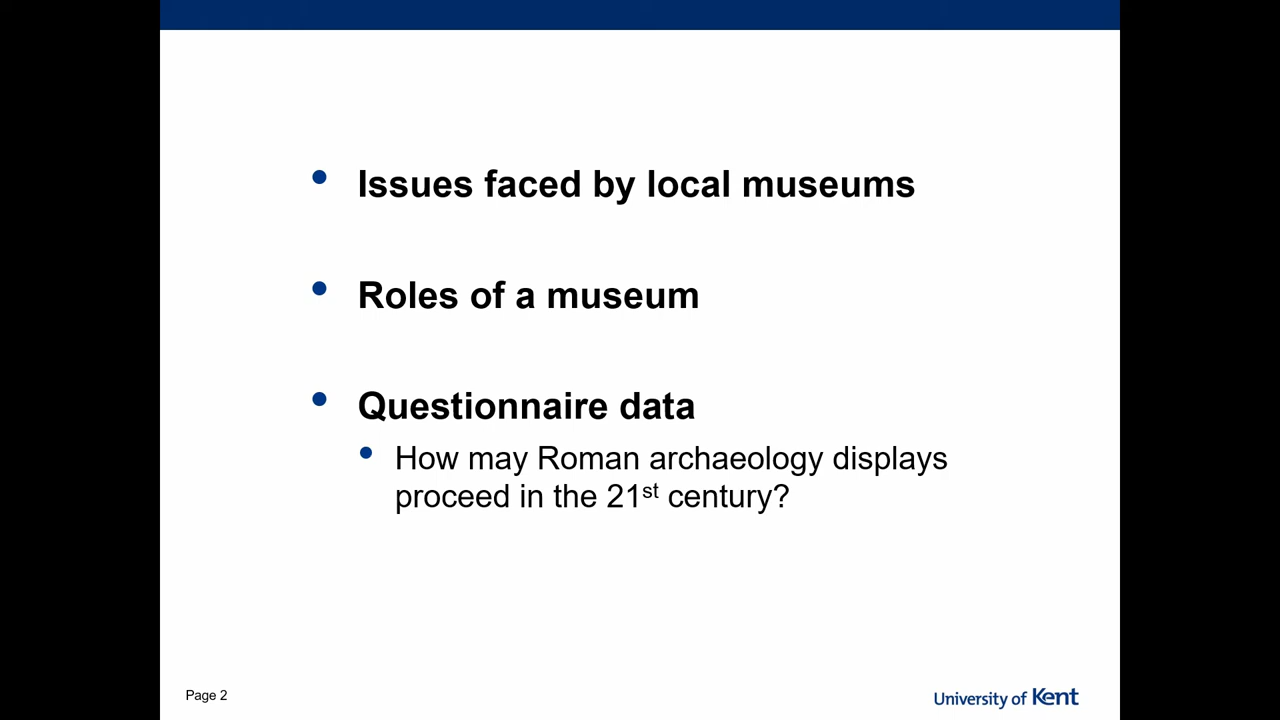 Issues faced by local museums
Roles of a museum
Questionnaire data
How may Roman archaeology displays
proceed in the 21st century?
Page 2
University of Kent